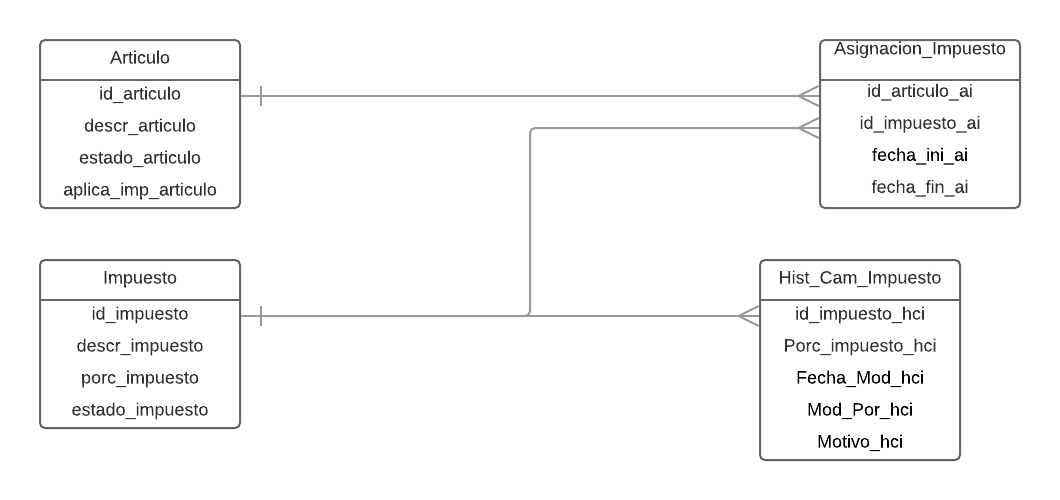 Articulo
id_articulo
descr_articulo
estado_articulo
aplica_imp_articulo
Asignacion_Impuesto
id_articulo_ai
id_impuesto_ai
fecha_ini_ai
fecha_fin_ai
Impuesto
id_impuesto
descr_impuesto
porc_impuesto
estado_impuesto
Hist_Cam_Impuesto
id_impuesto_hci
Porc_impuesto_hci
Fecha_Mod_hci
Mod_Por_hci
Motivo_hci